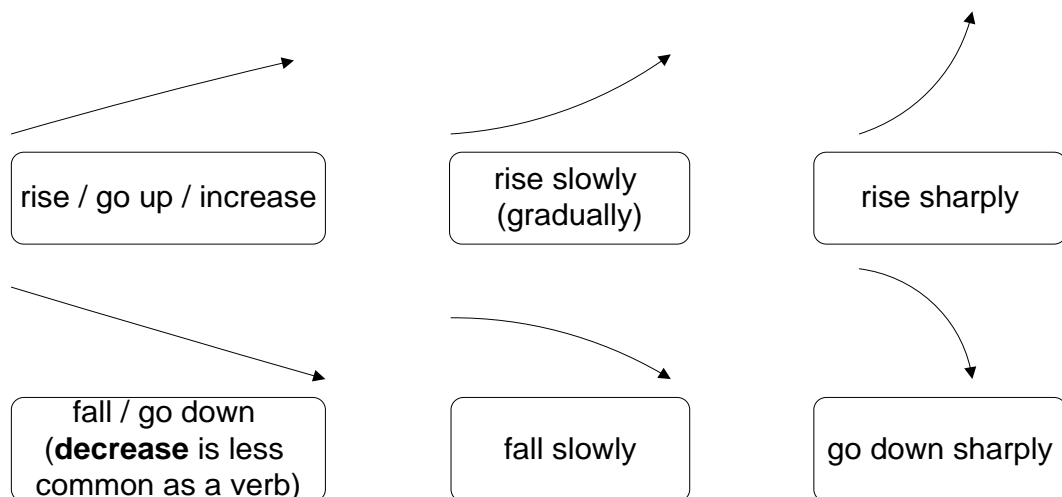 rise / go up / increase
rise slowly
(gradually)
rise sharply
fall / go down
(decrease is less
common as a verb)
fall slowly
go down sharply